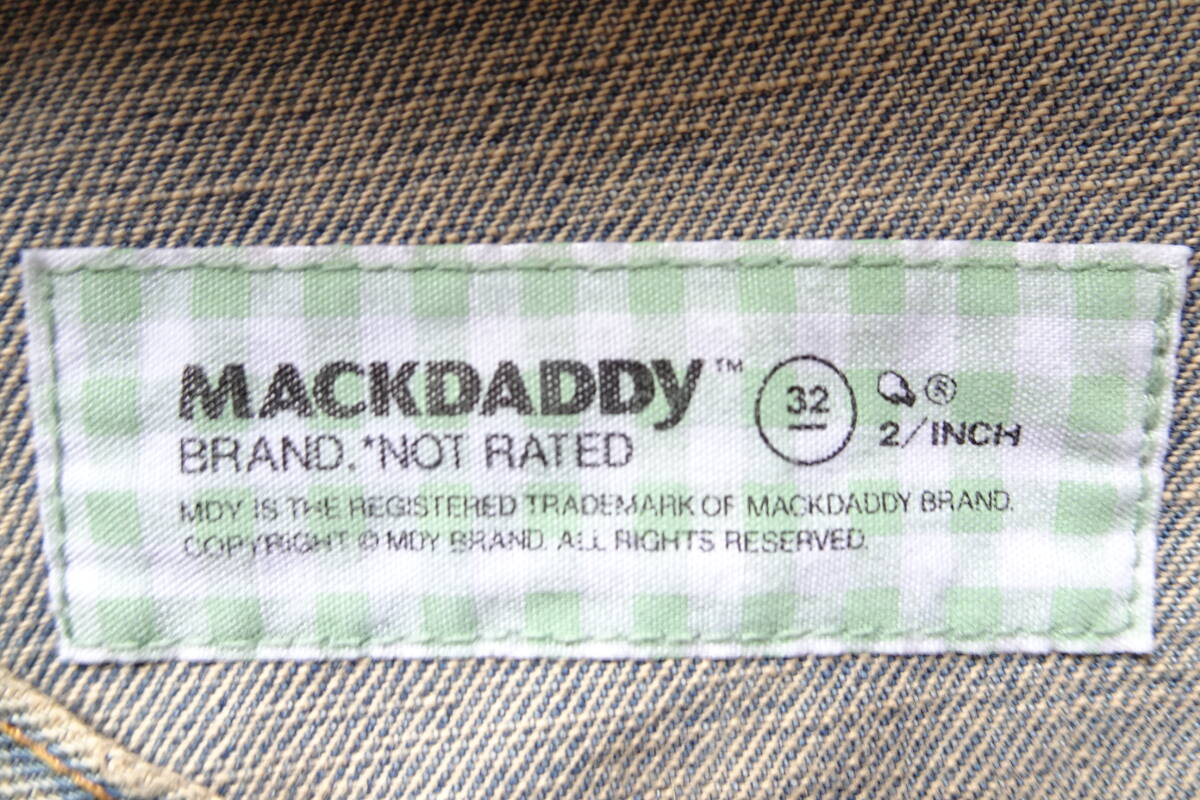 MACKDADDY™ 32 ®
2/INCH
BRAND.*NOT RATED
MDY IS THE REGISTERED TRADEMARK OF MACKDADDY BRAND.
COPYRIGHT © MDY BRAND. ALL RIGHTS RESERVED.